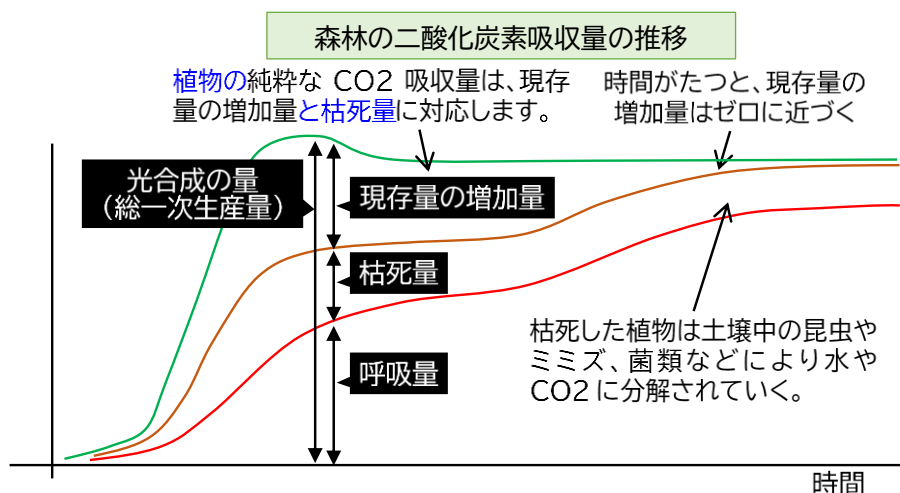 森林の二酸化炭素吸収量の推移
植物の純粋な CO2 吸収量は、現存
量の増加量と枯死量に対応します。
時間がたつと、現存量の
増加量はゼロに近づく
光合成の量
（総一次生産量）
現存量の増加量
枯死量
呼吸量
枯死した植物は土壌中の昆虫や
ミミズ、菌類などにより水や
CO2 に分解されていく。
時間